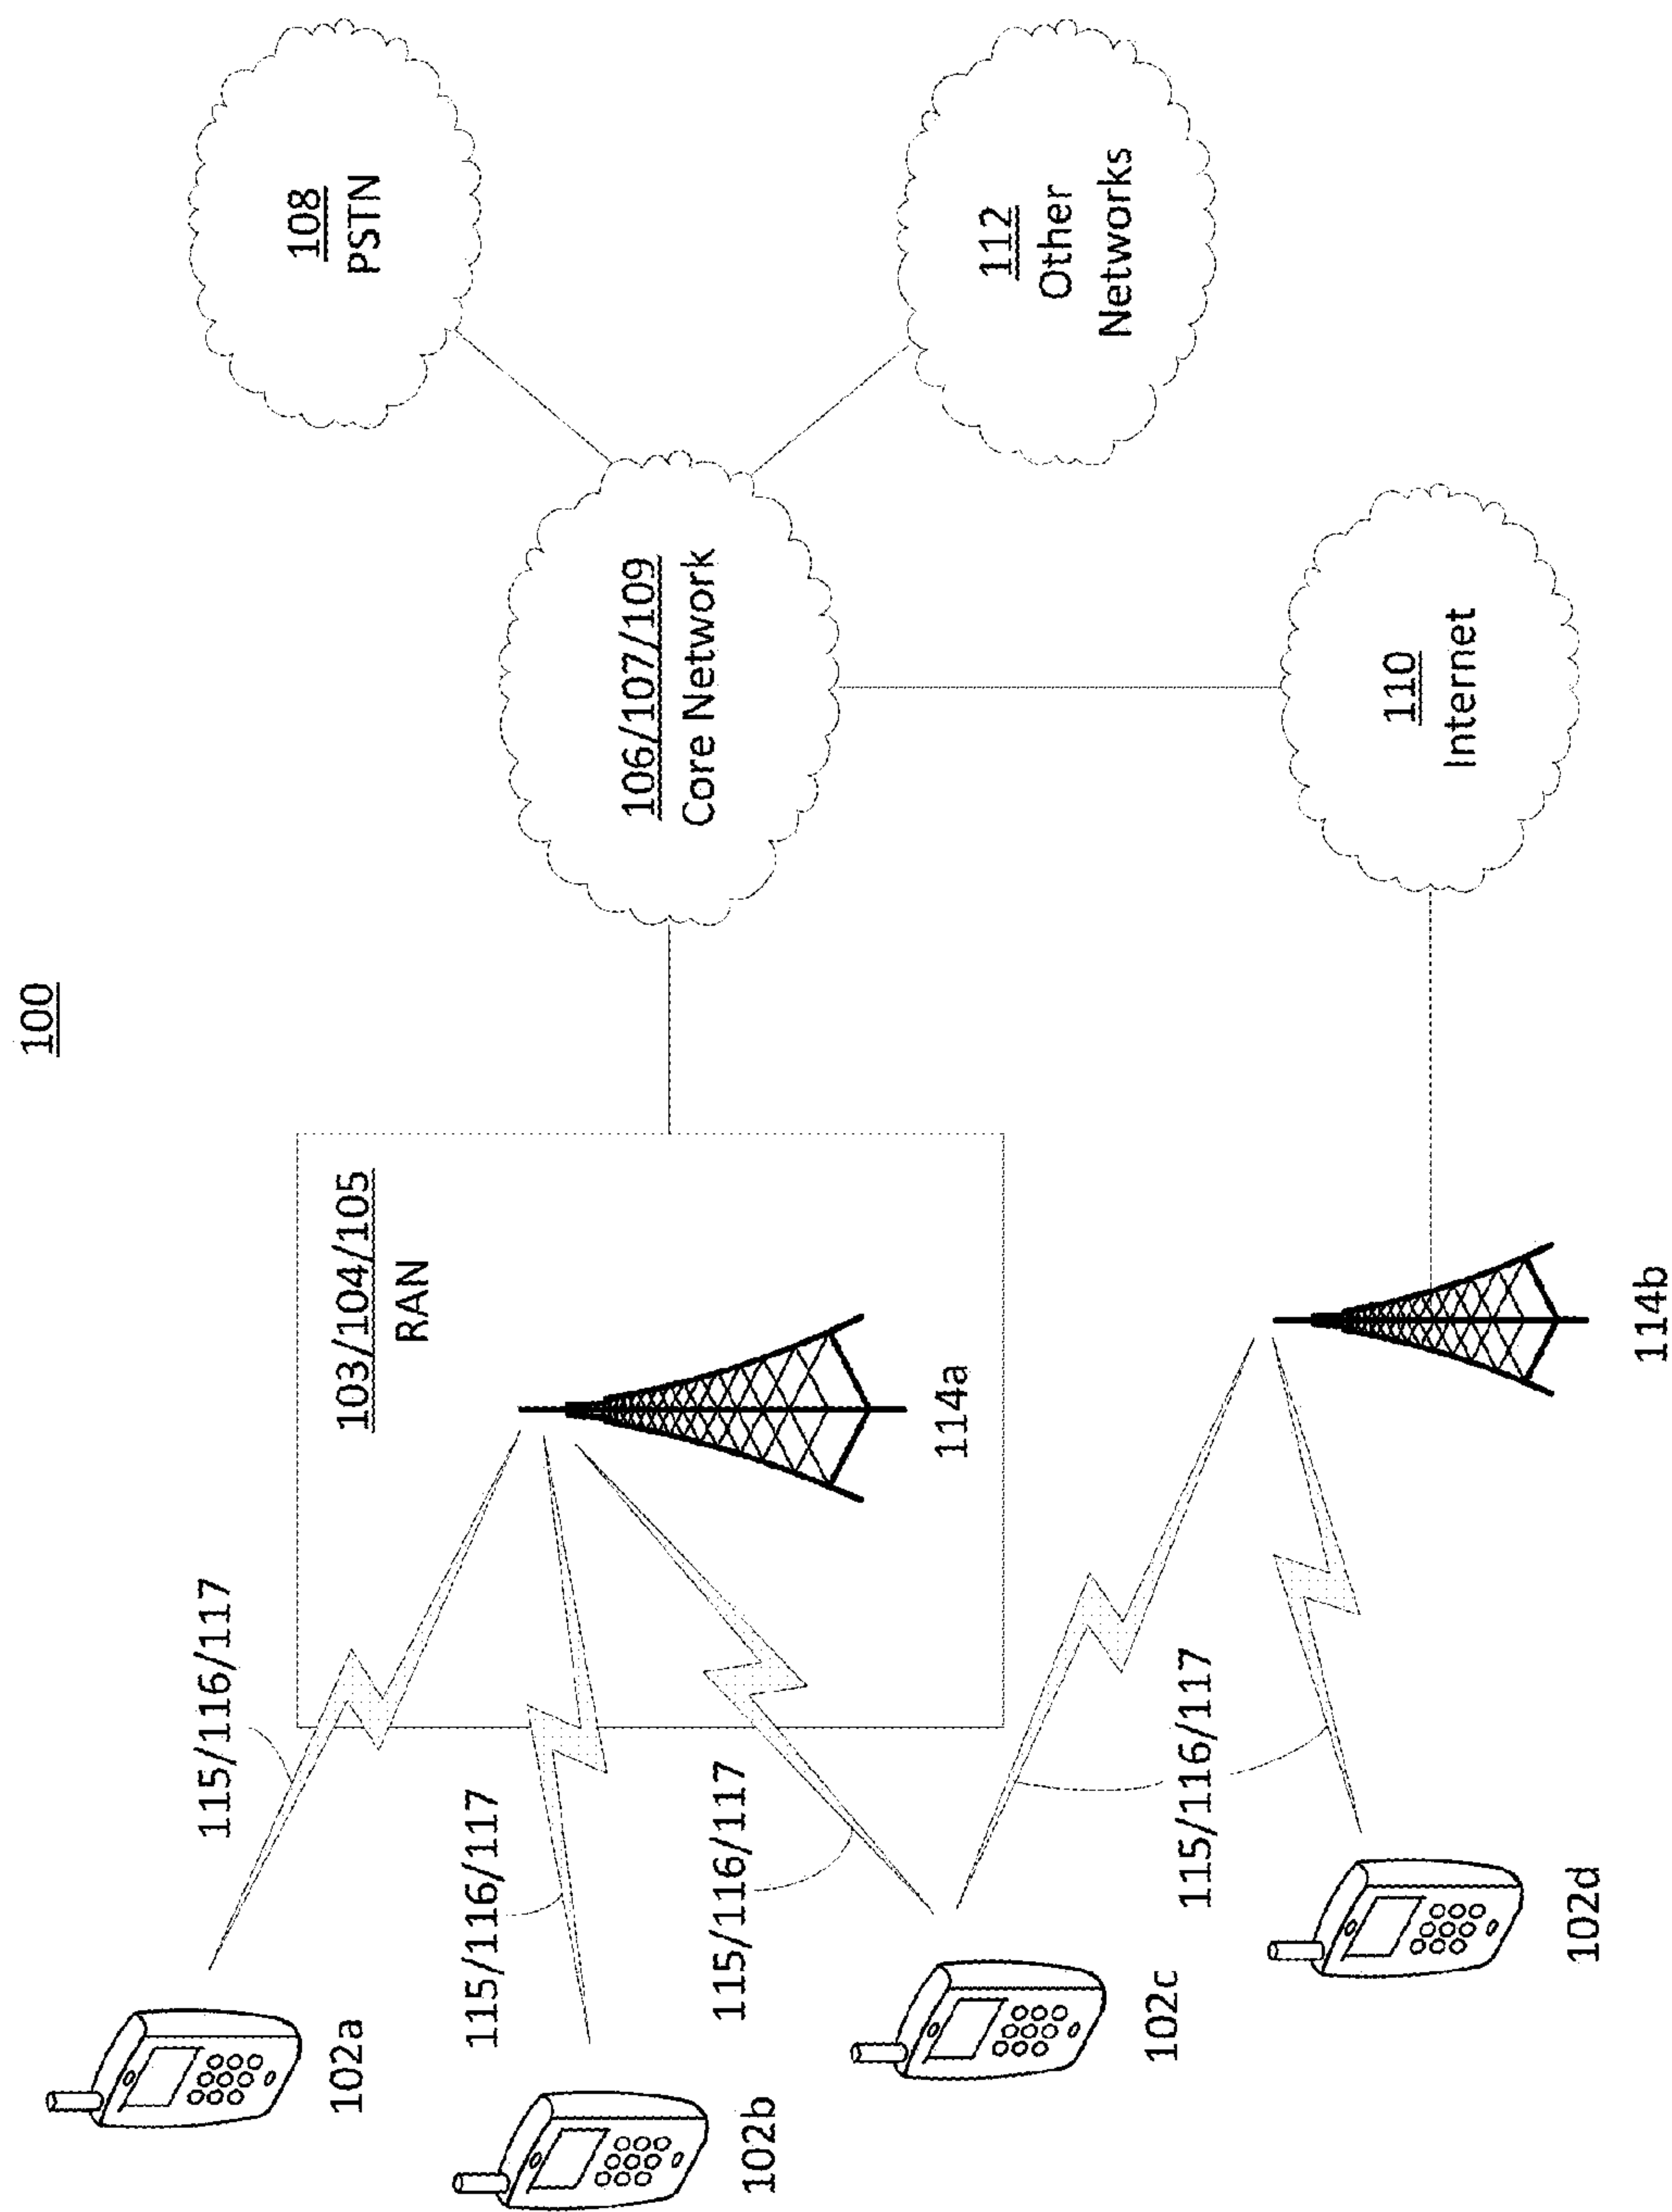 100
108
PSTN
106/107/109
Core Network
112
Other
Networks
103/104/105
RAN
114a
110
Internet
114b
115/116/117
115/116/117
115/116/117
115/116/117
102a
102b
102c
102d